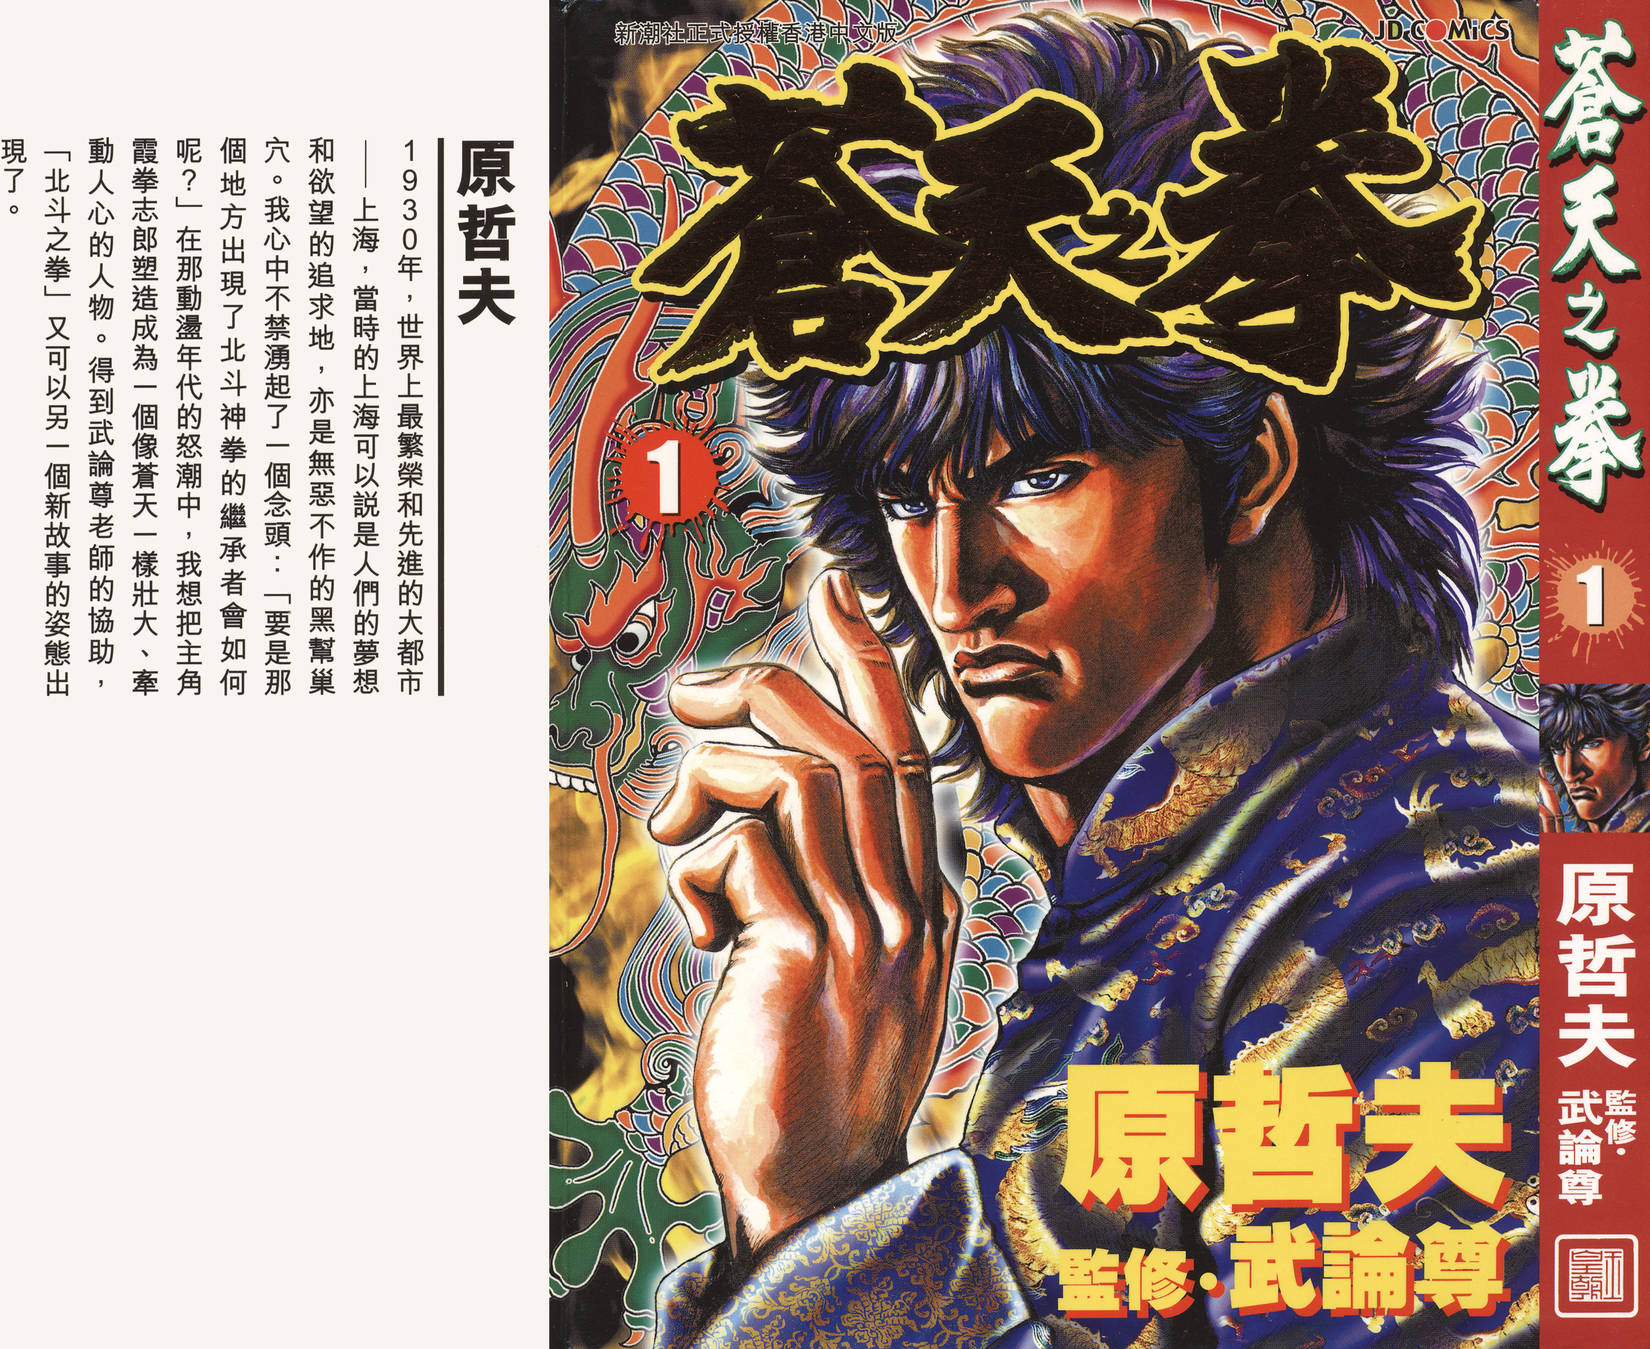 原哲夫
1930年，世界上最繁榮和先進的大都市
——上海，當時的上海可以説是人們的夢想
和欲望的追求地，亦是無惡不作的黑幫巢
穴。我心中不禁湧起了一個念頭：「要是那
個地方出現了北斗神拳的繼承者會如何
呢？」在那動盪年代的怒潮中，我想把主角
霞拳志郎塑造成為一個像蒼天一樣壯大、牽
動人心的人物。得到武論尊老師的協助，
「北斗之拳」又可以另一個新故事的姿態出
現了。
新潮社正式授權香港中文版
JD COMiCS
蒼天之拳
1
原哲夫
監修・武論尊
蒼天之拳
1
原哲夫
監修・
武論尊
玉皇朝